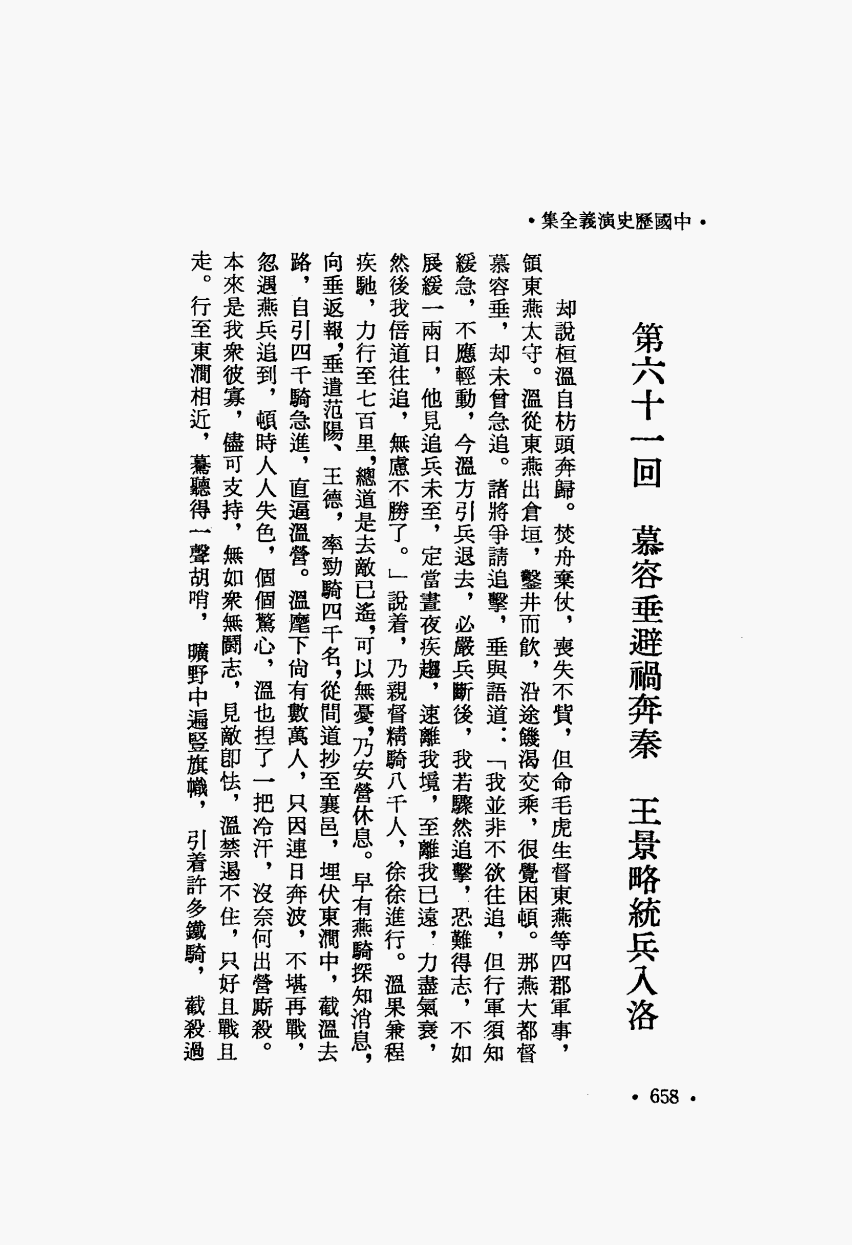 •中國歷史演義全集•
第六十一回　慕容垂避禍奔秦　王景略統兵入洛
却說桓溫自枋頭奔歸。焚舟棄仗，喪失不貲，但命毛虎生督東燕等四郡軍事，
領東燕太守。溫從東燕出倉垣，鑿井而飲，沿途饑渴交乘，很覺困頓。那燕大都督
慕容垂，却未曾急追。諸將爭請追擊，垂與語道：「我並非不欲往追，但行軍須知
緩急，不應輕動，今溫方引兵退去，必嚴兵斷後，我若驟然追擊，恐難得志，不如
展緩一兩日，他見追兵未至，定當晝夜疾趨，速離我境，至離我已遠，力盡氣衰，
然後我倍道往追，無慮不勝了。」說着，乃親督精騎八千人，徐徐進行。溫果兼程
疾馳，力行至七百里，總道是去敵已遙，可以無憂，乃安營休息。早有燕騎探知消息，
向垂返報，垂遣范陽、王德，率勁騎四千名，從間道抄至襄邑，埋伏東澗中，截溫去
路，自引四千騎急進，直逼溫營。溫麾下尚有數萬人，只因連日奔波，不堪再戰，
忽遇燕兵追到，頓時人人失色，個個驚心，溫也捏了一把冷汗，沒奈何出營廝殺。
本來是我衆彼寡，儘可支持，無如衆無鬭志，見敵卽怯，溫禁遏不住，只好且戰且
走。行至東澗相近，驀聽得一聲胡哨，曠野中遍豎旗幟，引着許多鐵騎，截殺過
•658•